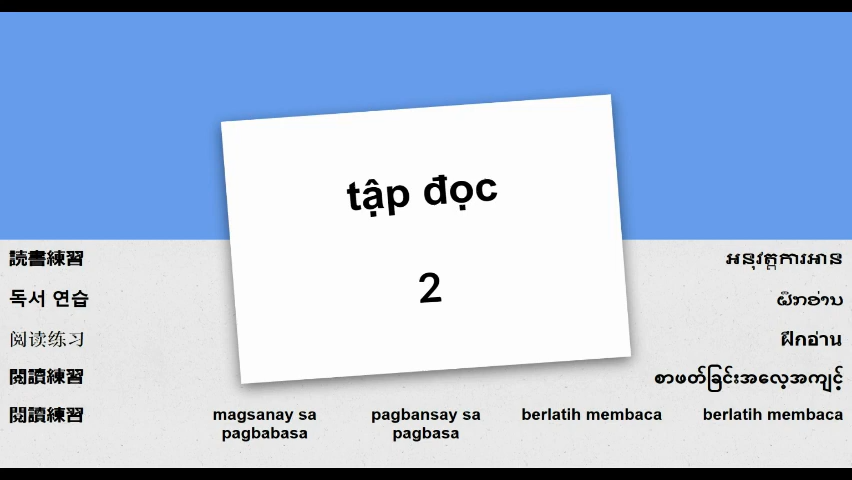 tập đọc
2
読書練習
독서 연습
阅读练习
閱讀練習
閱讀練習
magsanay sa
pagbabasa
pagbansay sa
pagbasa
berlatih membaca
berlatih membaca
អនុវត្តការអាន
ຝຶກອ່ານ
ฝึกอ่าน
စာဖတ်ခြင်းအလေ့အကျင့်